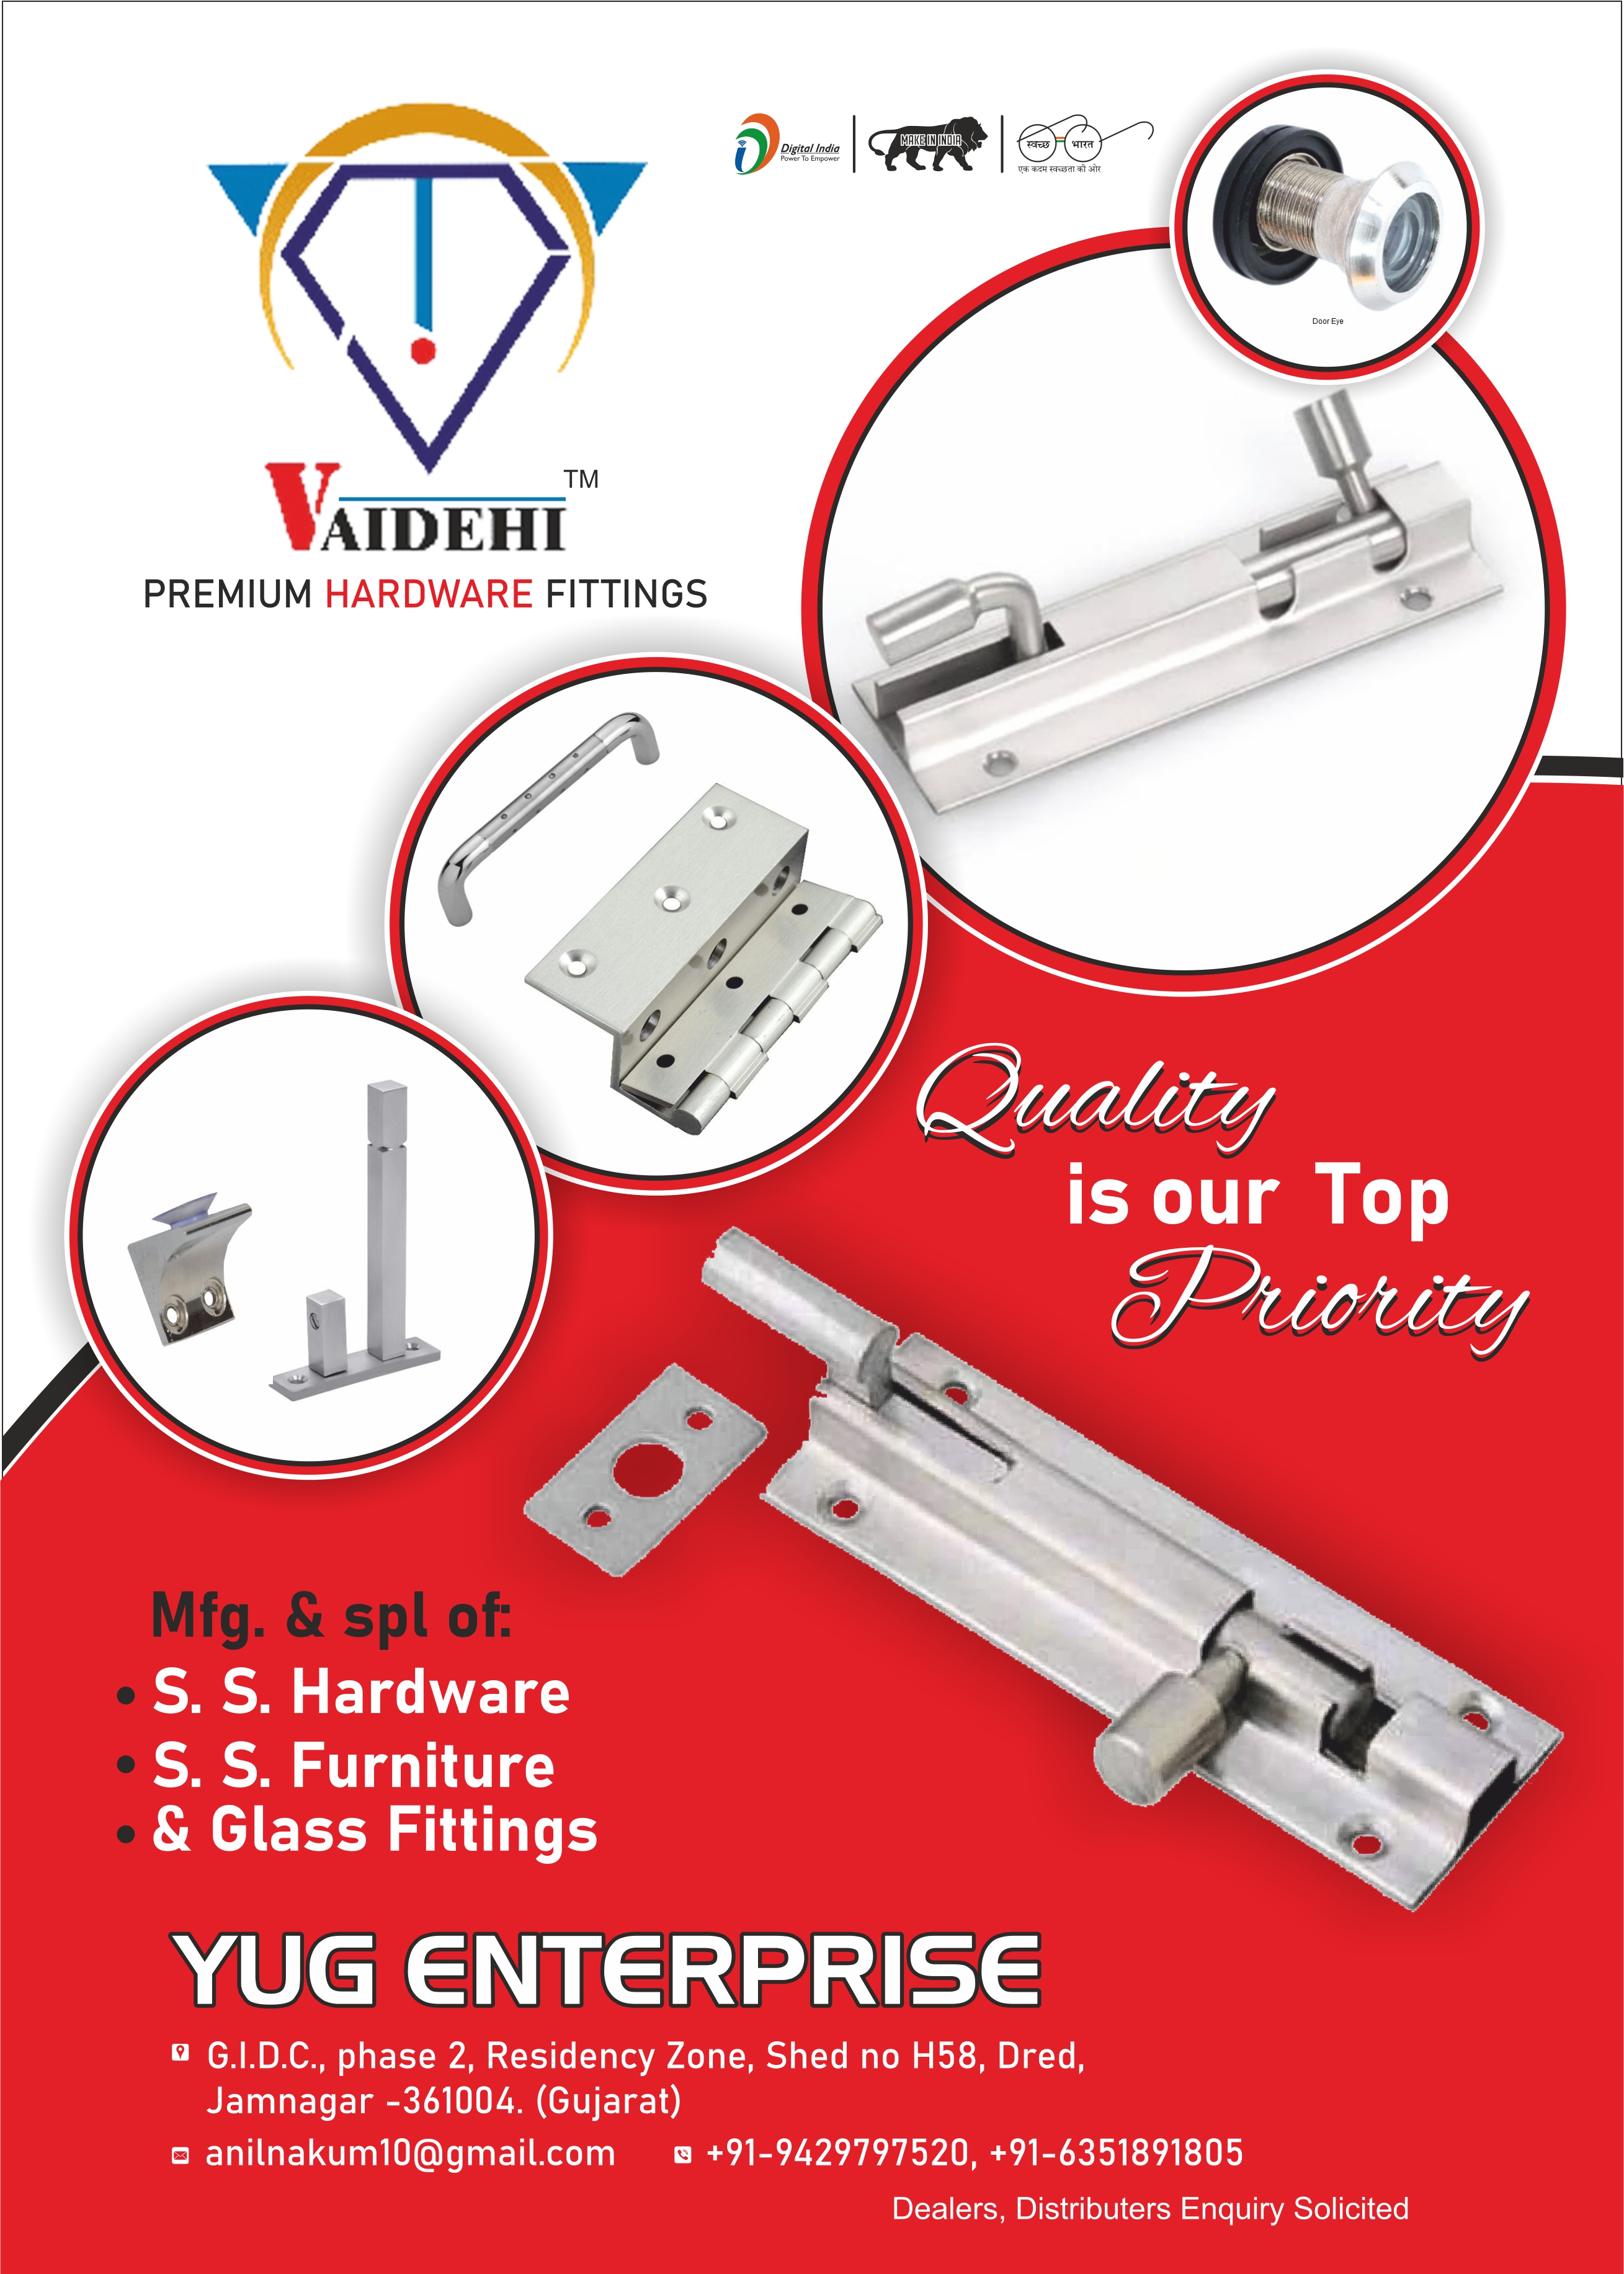 Digital India
Power To Empower
MAKE IN INDIA
स्वच्छ भारत
एक कदम स्वच्छता की ओर
Door Eye
VAIDEHI TM
PREMIUM HARDWARE FITTINGS
Quality
is our Top
Priority
Mfg. & spl of:
• S. S. Hardware
• S. S. Furniture
• & Glass Fittings
YUG ENTERPRISE
G.I.D.C., phase 2, Residency Zone, Shed no H58, Dred,
Jamnagar -361004. (Gujarat)
anilnakum10@gmail.com +91-9429797520, +91-6351891805
Dealers, Distributers Enquiry Solicited